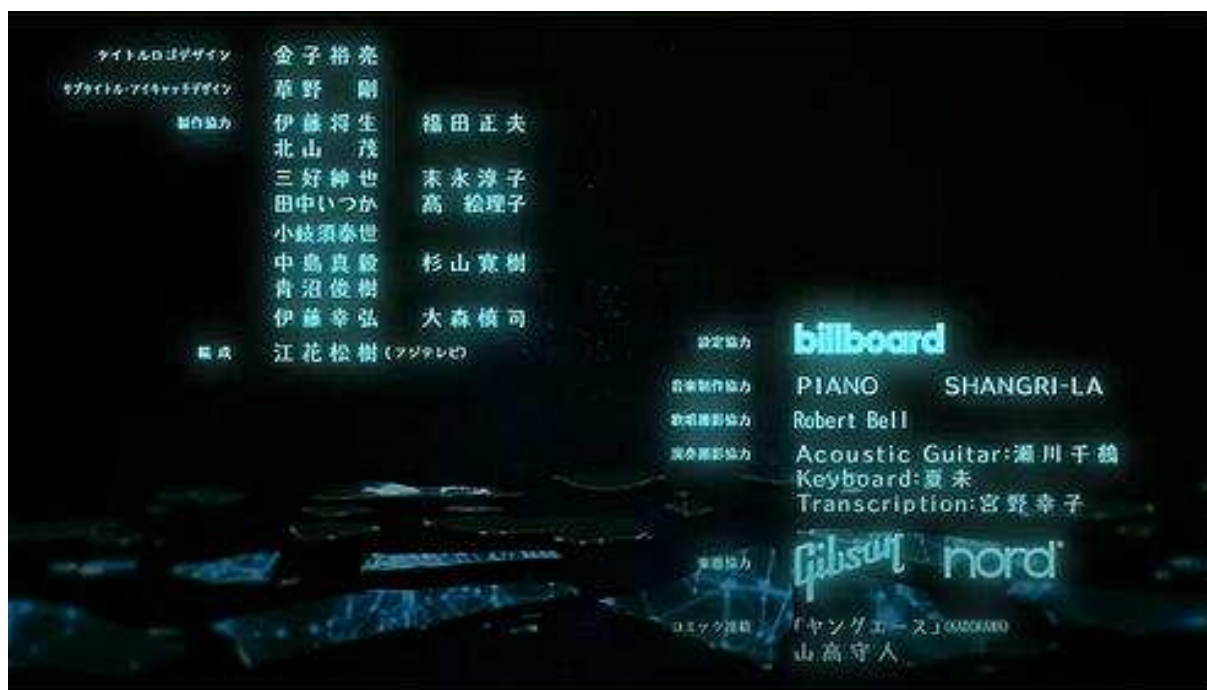 タイトルロゴデザイン 金子裕亮
サブタイトル・アイキャッチデザイン 草野 剛
製作協力 伊藤将生 福田正夫
北山 茂
三好紳也 末永淳子
田中いつか 高 絵理子
小岐須泰世
中島真毅 杉山寛樹
青沼俊樹
伊藤幸弘 大森慎司
編成 江花松樹(フジテレビ)
設定協力 billboard
音楽制作協力 PIANO SHANGRI-LA
歌唱撮影協力 Robert Bell
演奏撮影協力 Acoustic Guitar:瀬川千鶴
Keyboard:夏未
Transcription:宮野幸子
楽器協力 Gibson nord
コミック連載 「ヤングエース」(KADOKAWA)
山高守人